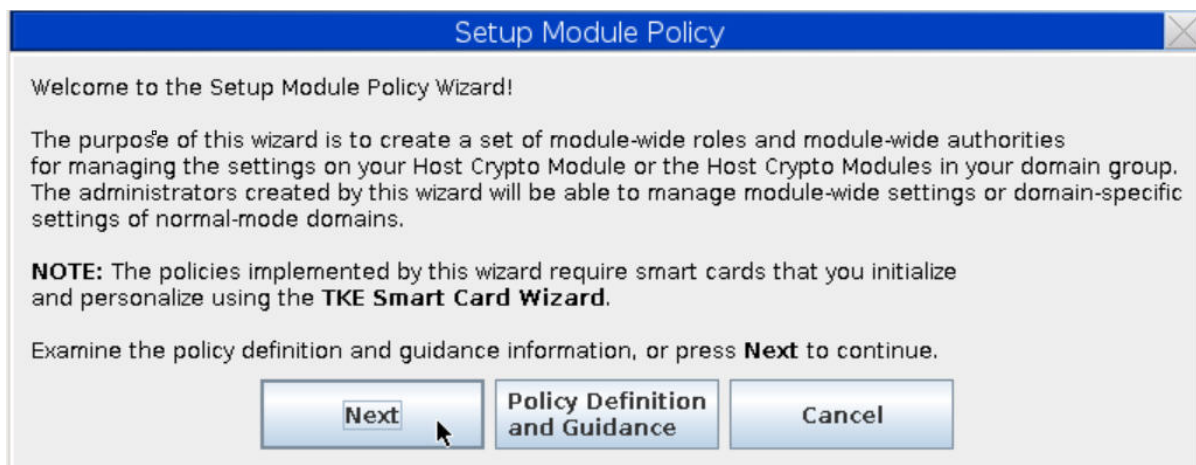 Setup Module Policy
Welcome to the Setup Module Policy Wizard!
The purpose of this wizard is to create a set of module-wide roles and module-wide authorities
for managing the settings on your Host Crypto Module or the Host Crypto Modules in your domain group.
The administrators created by this wizard will be able to manage module-wide settings or domain-specific
settings of normal-mode domains.
NOTE: The policies implemented by this wizard require smart cards that you initialize
and personalize using the TKE Smart Card Wizard.
Examine the policy definition and guidance information, or press Next to continue.
Next
Policy Definition
and Guidance
Cancel